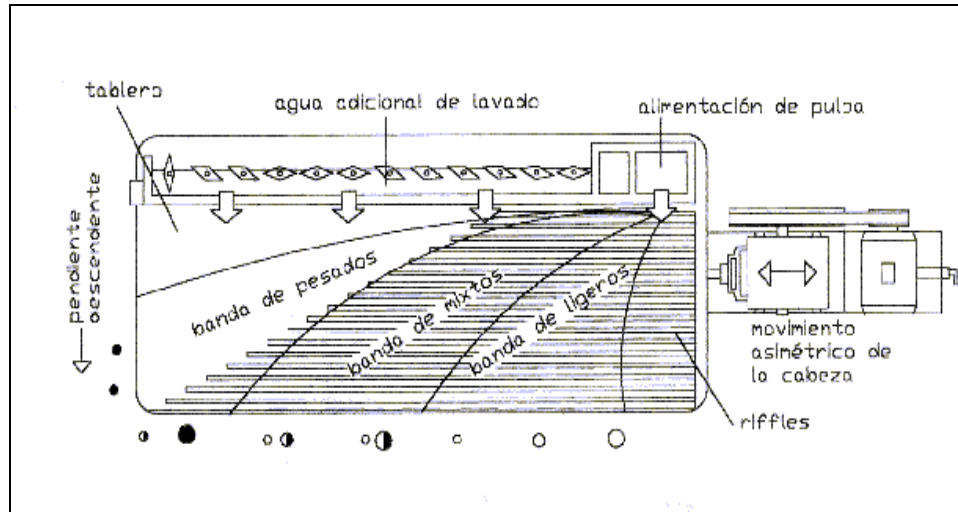 tablero
agua adicional de lavado
alimentación de pulpa
pendiente
descendente
banda de pesados
banda de mixtos
banda de ligeros
movimiento
asimétrico de
la cabeza
riffles